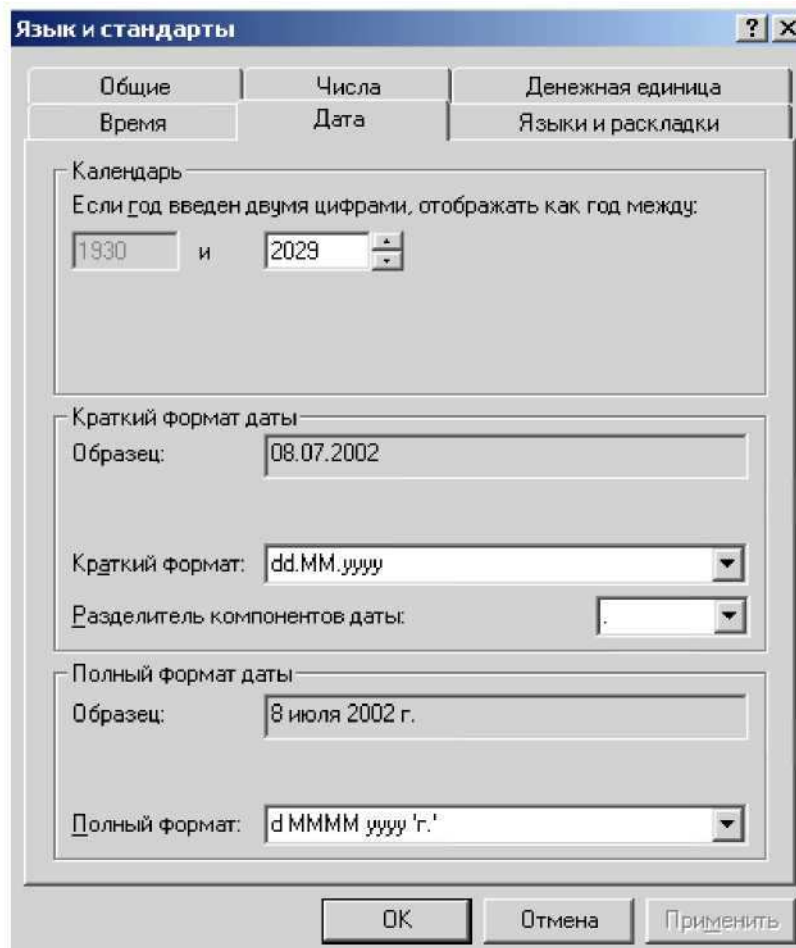 Язык и стандарты
Общие Числа Денежная единица
Время Дата Языки и раскладки
Календарь
Если год введен двумя цифрами, отображать как год между:
1930 и 2029
Краткий формат даты
Образец: 08.07.2002
Краткий формат: dd.MM.yyyy
Разделитель компонентов даты: .
Полный формат даты
Образец: 8 июля 2002 г.
Полный формат: d MMMM yyyy 'г.'
OK Отмена Применить